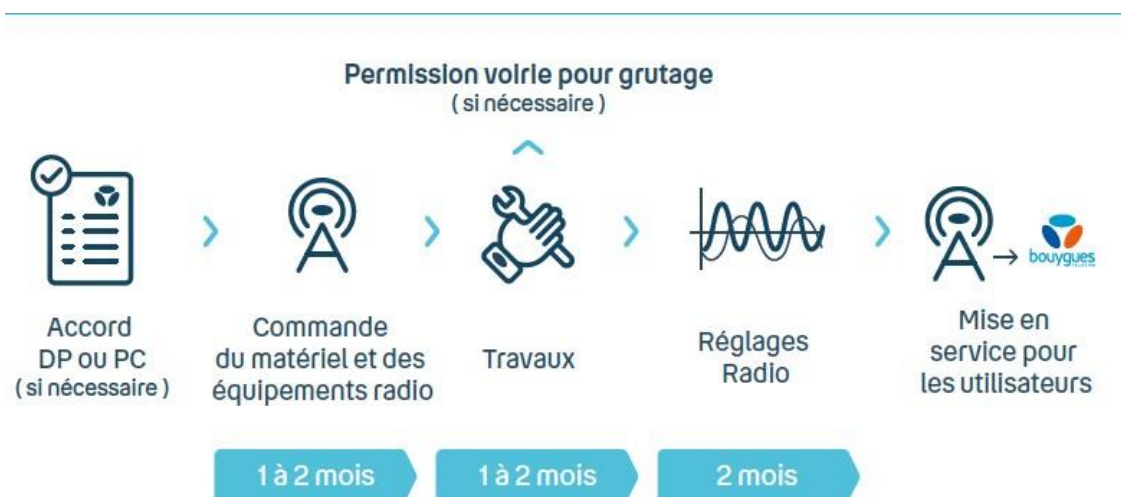 Permission voirie pour grutage
( si nécessaire )
Accord
DP ou PC
( si nécessaire )
Commande
du matériel et des
équipements radio
Travaux
Réglages
Radio
bouygues
Mise en
service pour
les utilisateurs
1 à 2 mois
1 à 2 mois
2 mois